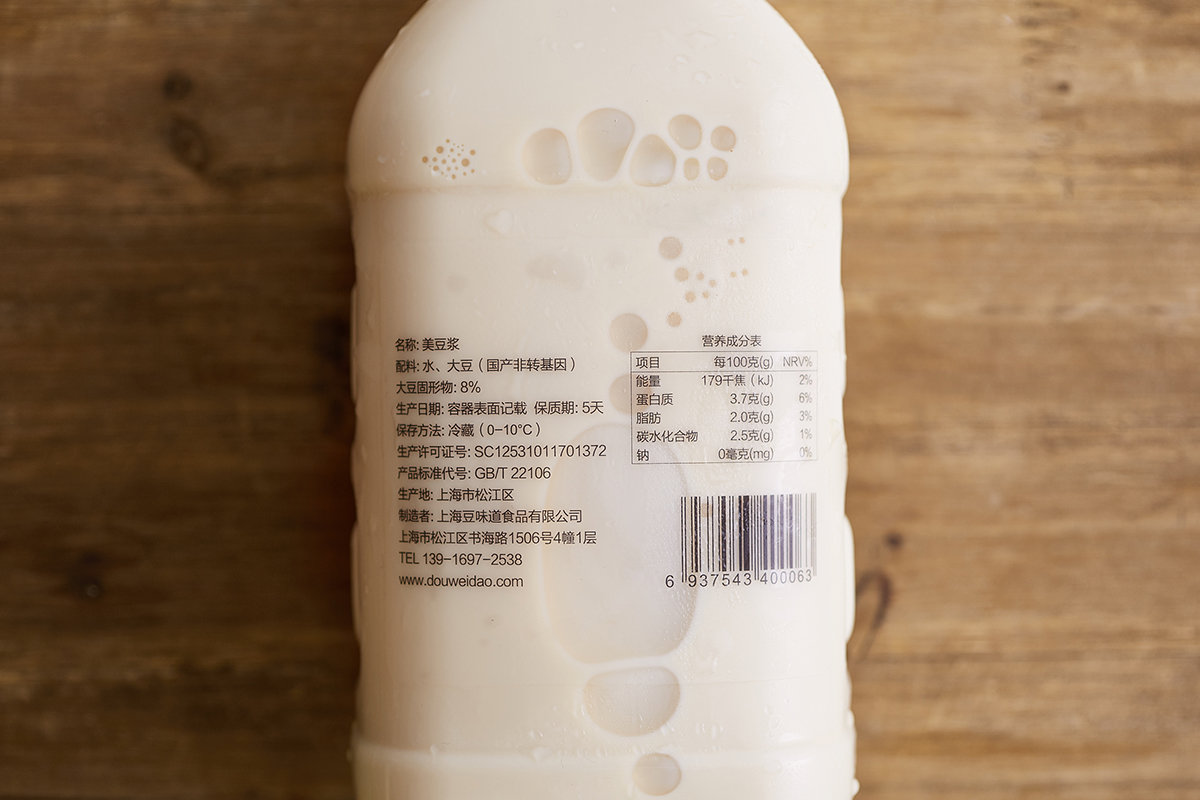 名称: 美豆浆
配料: 水、大豆（国产非转基因）
大豆固形物: 8%
生产日期: 容器表面记载 保质期: 5天
保存方法: 冷藏（0-10°C）
生产许可证号: SC12531011701372
产品标准代号: GB/T 22106
生产地: 上海市松江区
制造者: 上海豆味道食品有限公司
上海市松江区书海路1506号4幢1层
TEL 139-1697-2538
www.douweidao.com
营养成分表
项目 每100克(g) NRV%
能量 179千焦（kJ) 2%
蛋白质 3.7克(g) 6%
脂肪 2.0克(g) 3%
碳水化合物 2.5克(g) 1%
钠 0毫克(mg) 0%
6 937543 400063